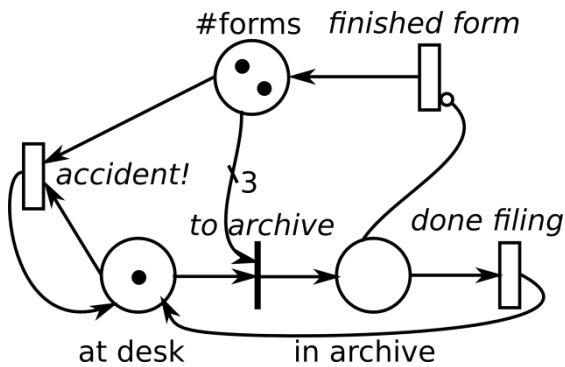 #forms
finished form
accident!
3
to archive
done filing
at desk
in archive